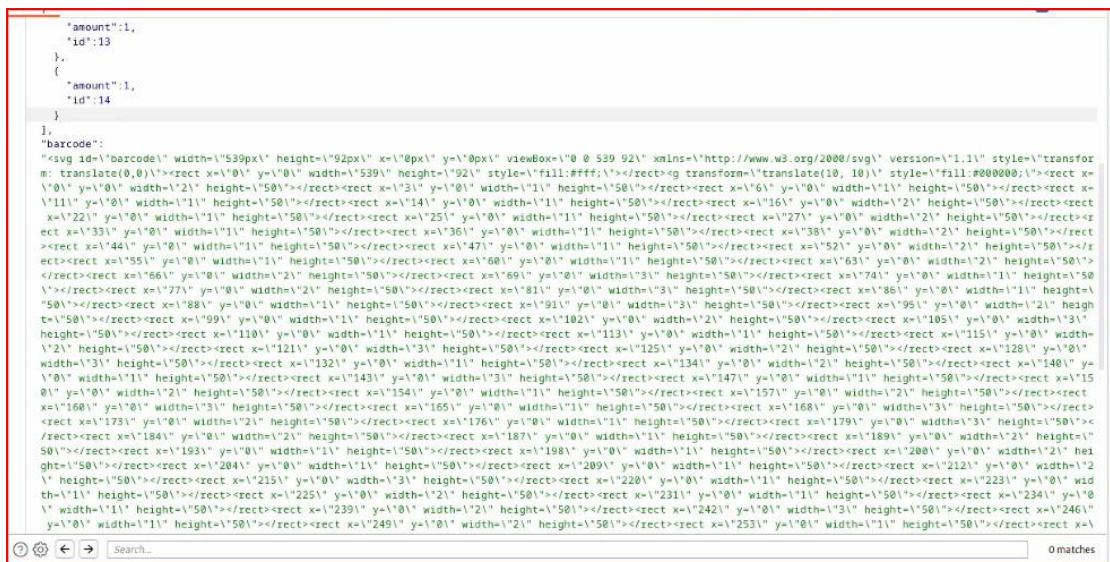 "amount":1,
"id":13
},
{
"amount":1,
"id":14
}
],
"barcode":
"<svg id=\"barcode\" width=\"539px\" height=\"92px\" x=\"0px\" y=\"0px\" viewBox=\"0 0 539 92\" xmlns=\"http://www.w3.org/2000/svg\" version=\"1.1\" style=\"transfor
m: translate(0,0)\"><rect x=\"0\" y=\"0\" width=\"539\" height=\"92\" style=\"fill:#fff;\"></rect><g transform=\"translate(10, 10)\" style=\"fill:#000000;\"><rect x=
\"0\" y=\"0\" width=\"2\" height=\"50\"></rect><rect x=\"3\" y=\"0\" width=\"1\" height=\"50\"></rect><rect x=\"6\" y=\"0\" width=\"1\" height=\"50\"></rect><rect x=
\"11\" y=\"0\" width=\"1\" height=\"50\"></rect><rect x=\"14\" y=\"0\" width=\"1\" height=\"50\"></rect><rect x=\"16\" y=\"0\" width=\"2\" height=\"50\"></rect><rect
x=\"22\" y=\"0\" width=\"1\" height=\"50\"></rect><rect x=\"25\" y=\"0\" width=\"1\" height=\"50\"></rect><rect x=\"27\" y=\"0\" width=\"2\" height=\"50\"></rect><r
ect x=\"33\" y=\"0\" width=\"1\" height=\"50\"></rect><rect x=\"36\" y=\"0\" width=\"1\" height=\"50\"></rect><rect x=\"38\" y=\"0\" width=\"2\" height=\"50\"></rect
><rect x=\"44\" y=\"0\" width=\"1\" height=\"50\"></rect><rect x=\"47\" y=\"0\" width=\"1\" height=\"50\"></rect><rect x=\"52\" y=\"0\" width=\"2\" height=\"50\"></r
ect><rect x=\"55\" y=\"0\" width=\"1\" height=\"50\"></rect><rect x=\"60\" y=\"0\" width=\"1\" height=\"50\"></rect><rect x=\"63\" y=\"0\" width=\"2\" height=\"50\">
</rect><rect x=\"66\" y=\"0\" width=\"2\" height=\"50\"></rect><rect x=\"69\" y=\"0\" width=\"3\" height=\"50\"></rect><rect x=\"74\" y=\"0\" width=\"1\" height=\"50
\"></rect><rect x=\"77\" y=\"0\" width=\"2\" height=\"50\"></rect><rect x=\"81\" y=\"0\" width=\"3\" height=\"50\"></rect><rect x=\"86\" y=\"0\" width=\"1\" height=\
"50\"></rect><rect x=\"88\" y=\"0\" width=\"1\" height=\"50\"></rect><rect x=\"91\" y=\"0\" width=\"3\" height=\"50\"></rect><rect x=\"95\" y=\"0\" width=\"2\" heigh
t=\"50\"></rect><rect x=\"99\" y=\"0\" width=\"1\" height=\"50\"></rect><rect x=\"102\" y=\"0\" width=\"2\" height=\"50\"></rect><rect x=\"105\" y=\"0\" width=\"3\"
height=\"50\"></rect><rect x=\"110\" y=\"0\" width=\"1\" height=\"50\"></rect><rect x=\"113\" y=\"0\" width=\"1\" height=\"50\"></rect><rect x=\"115\" y=\"0\" width=
\"2\" height=\"50\"></rect><rect x=\"121\" y=\"0\" width=\"3\" height=\"50\"></rect><rect x=\"125\" y=\"0\" width=\"2\" height=\"50\"></rect><rect x=\"128\" y=\"0\"
width=\"3\" height=\"50\"></rect><rect x=\"132\" y=\"0\" width=\"1\" height=\"50\"></rect><rect x=\"134\" y=\"0\" width=\"2\" height=\"50\"></rect><rect x=\"140\" y=
\"0\" width=\"1\" height=\"50\"></rect><rect x=\"143\" y=\"0\" width=\"3\" height=\"50\"></rect><rect x=\"147\" y=\"0\" width=\"1\" height=\"50\"></rect><rect x=\"15
0\" y=\"0\" width=\"2\" height=\"50\"></rect><rect x=\"154\" y=\"0\" width=\"1\" height=\"50\"></rect><rect x=\"157\" y=\"0\" width=\"2\" height=\"50\"></rect><rect
x=\"160\" y=\"0\" width=\"3\" height=\"50\"></rect><rect x=\"165\" y=\"0\" width=\"1\" height=\"50\"></rect><rect x=\"168\" y=\"0\" width=\"3\" height=\"50\"></rect>
<rect x=\"173\" y=\"0\" width=\"2\" height=\"50\"></rect><rect x=\"176\" y=\"0\" width=\"1\" height=\"50\"></rect><rect x=\"179\" y=\"0\" width=\"3\" height=\"50\"><
/rect><rect x=\"184\" y=\"0\" width=\"2\" height=\"50\"></rect><rect x=\"187\" y=\"0\" width=\"1\" height=\"50\"></rect><rect x=\"189\" y=\"0\" width=\"2\" height=\"
50\"></rect><rect x=\"193\" y=\"0\" width=\"1\" height=\"50\"></rect><rect x=\"198\" y=\"0\" width=\"1\" height=\"50\"></rect><rect x=\"200\" y=\"0\" width=\"2\" hei
ght=\"50\"></rect><rect x=\"204\" y=\"0\" width=\"1\" height=\"50\"></rect><rect x=\"209\" y=\"0\" width=\"1\" height=\"50\"></rect><rect x=\"212\" y=\"0\" width=\"2
\" height=\"50\"></rect><rect x=\"215\" y=\"0\" width=\"3\" height=\"50\"></rect><rect x=\"220\" y=\"0\" width=\"1\" height=\"50\"></rect><rect x=\"223\" y=\"0\" wid
th=\"1\" height=\"50\"></rect><rect x=\"225\" y=\"0\" width=\"2\" height=\"50\"></rect><rect x=\"231\" y=\"0\" width=\"1\" height=\"50\"></rect><rect x=\"234\" y=\"0
\" width=\"1\" height=\"50\"></rect><rect x=\"239\" y=\"0\" width=\"2\" height=\"50\"></rect><rect x=\"242\" y=\"0\" width=\"3\" height=\"50\"></rect><rect x=\"246\"
y=\"0\" width=\"1\" height=\"50\"></rect><rect x=\"249\" y=\"0\" width=\"2\" height=\"50\"></rect><rect x=\"253\" y=\"0\" width=\"1\" height=\"50\"></rect><rect x=\
Search...
0 matches